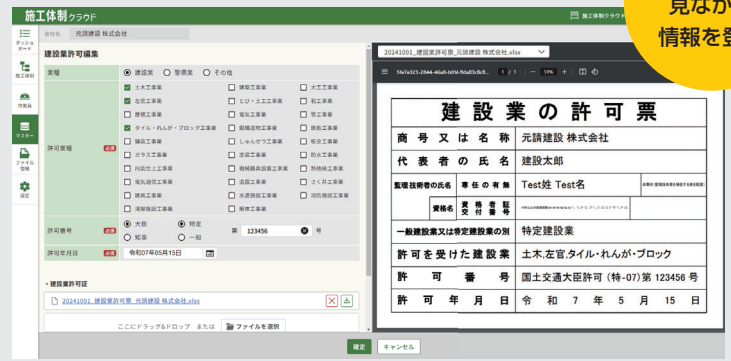 施工体制クラウド
施工体制クラウド
見なが
情報を登
会社名 元請建設 株式会社
ダッシュボード
施工体制
作業員
マスター
ファイル管理
設定
建設業許可編集
業種 建設業 警備業 その他
許可業種 必須
土木工事業 建築工事業 大工工事業
左官工事業 とび・土工工事業 石工事業
屋根工事業 電気工事業 管工事業
タイル・れんが・ブロック工事業 鋼構造物工事業 鉄筋工事業
舗装工事業 しゅんせつ工事業 板金工事業
ガラス工事業 塗装工事業 防水工事業
内装仕上工事業 機械器具設置工事業 熱絶縁工事業
電気通信工事業 造園工事業 さく井工事業
建具工事業 水道施設工事業 消防施設工事業
清掃施設工事業 解体工事業
許可番号 必須 大臣 特定 知事 一般 第 123456 号
許可年月日 必須 令和07年05月15日
・建設業許可証
20241001_建設業許可票_元請建設 株式会社.xlsx
ここにドラッグ&ドロップ または ファイルを選択
確定 キャンセル
20241001_建設業許可票_元請建設 株式会社.xlsx
1 / 1 59%
建設業の許可票
商号又は名称 元請建設 株式会社
代表者の氏名 建設太郎
監理技術者の氏名 専任の有無 Test姓 Test名
資格名 資格者証交付番号
一般建設業又は特定建設業の別 特定建設業
許可を受けた建設業 土木,左官,タイル・れんが・ブロック
許可番号 国土交通大臣許可 (特-07)第 123456 号
許可年月日 令和7年5月15日